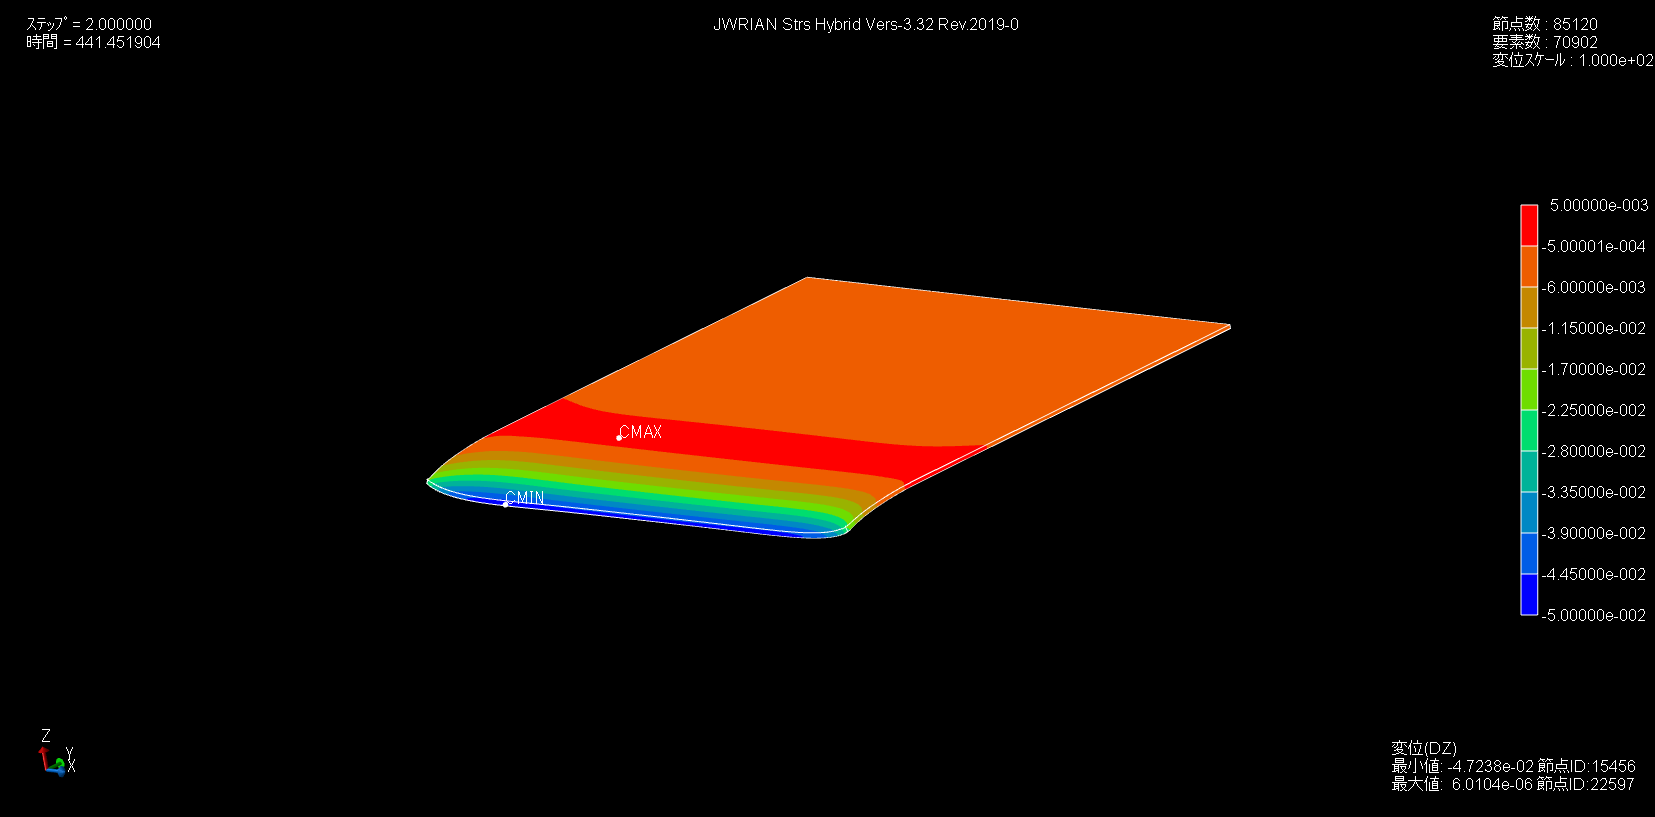 ステップ = 2.000000
時間 = 441.451904
JWRIAN Strs Hybrid Vers-3.32 Rev.2019-0
節点数 : 85120
要素数 : 70902
変位スケール : 1.000e+02
5.00000e-003
-5.00001e-004
-6.00000e-003
-1.15000e-002
-1.70000e-002
-2.25000e-002
-2.80000e-002
-3.35000e-002
-3.90000e-002
-4.45000e-002
-5.00000e-002
CMAX
CMIN
Z
Y
X
変位(DZ)
最小値: -4.7238e-02 節点ID:15456
最大値: 6.0104e-06 節点ID:22597